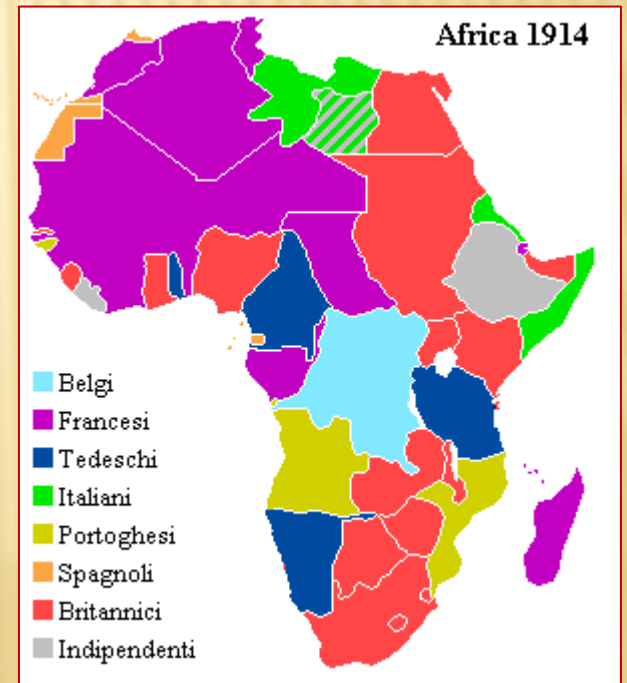 Africa 1914
Belgi
Francesi
Tedeschi
Italiani
Portoghesi
Spagnoli
Britannici
Indipendenti